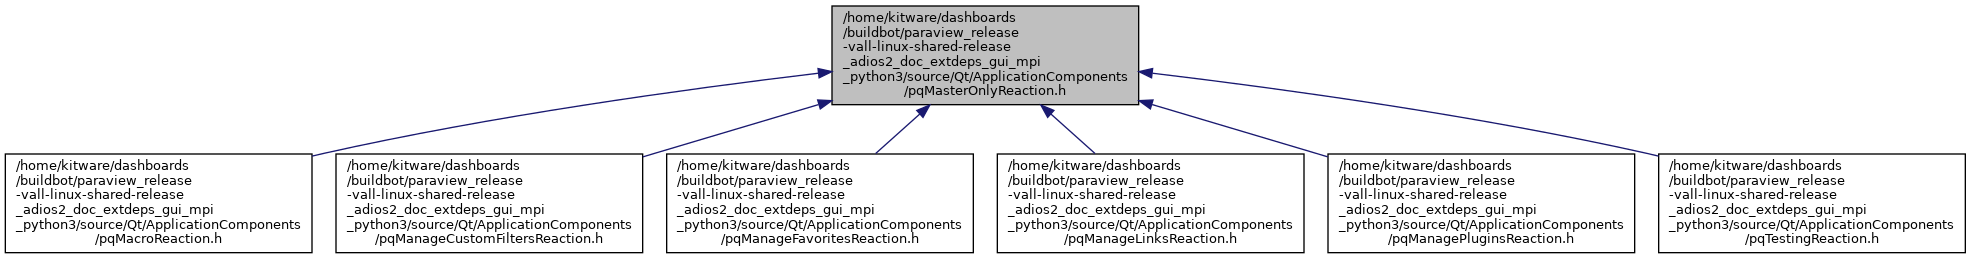 /home/kitware/dashboards
/buildbot/paraview_release
-vall-linux-shared-release
_adios2_doc_extdeps_gui_mpi
_python3/source/Qt/ApplicationComponents
/pqMasterOnlyReaction.h
/home/kitware/dashboards
/buildbot/paraview_release
-vall-linux-shared-release
_adios2_doc_extdeps_gui_mpi
_python3/source/Qt/ApplicationComponents
/pqMacroReaction.h
/home/kitware/dashboards
/buildbot/paraview_release
-vall-linux-shared-release
_adios2_doc_extdeps_gui_mpi
_python3/source/Qt/ApplicationComponents
/pqManageCustomFiltersReaction.h
/home/kitware/dashboards
/buildbot/paraview_release
-vall-linux-shared-release
_adios2_doc_extdeps_gui_mpi
_python3/source/Qt/ApplicationComponents
/pqManageFavoritesReaction.h
/home/kitware/dashboards
/buildbot/paraview_release
-vall-linux-shared-release
_adios2_doc_extdeps_gui_mpi
_python3/source/Qt/ApplicationComponents
/pqManageLinksReaction.h
/home/kitware/dashboards
/buildbot/paraview_release
-vall-linux-shared-release
_adios2_doc_extdeps_gui_mpi
_python3/source/Qt/ApplicationComponents
/pqManagePluginsReaction.h
/home/kitware/dashboards
/buildbot/paraview_release
-vall-linux-shared-release
_adios2_doc_extdeps_gui_mpi
_python3/source/Qt/ApplicationComponents
/pqTestingReaction.h